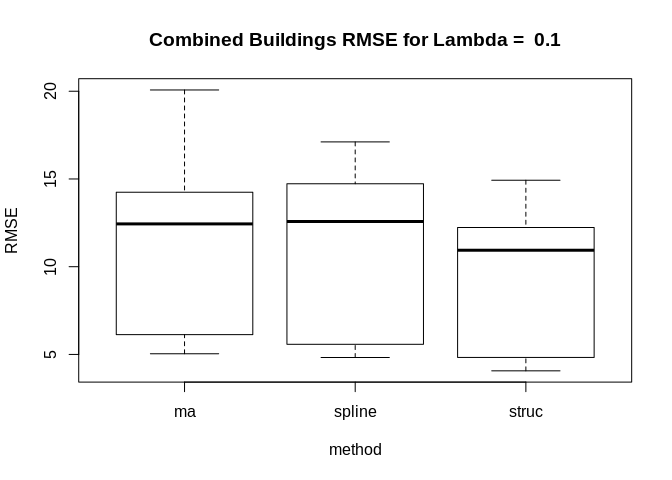 Combined Buildings RMSE for Lambda =  0.1
RMSE
20
15
10
5
ma spline struc
method